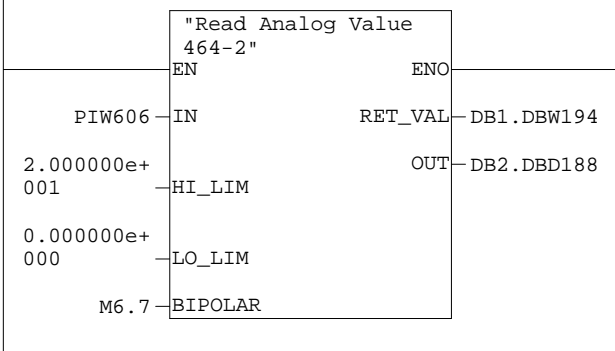 "Read Analog Value
464-2"
EN ENO
PIW606 IN RET_VAL DB1.DBW194
OUT DB2.DBD188
2.000000e+
001 HI_LIM
0.000000e+
000 LO_LIM
M6.7 BIPOLAR